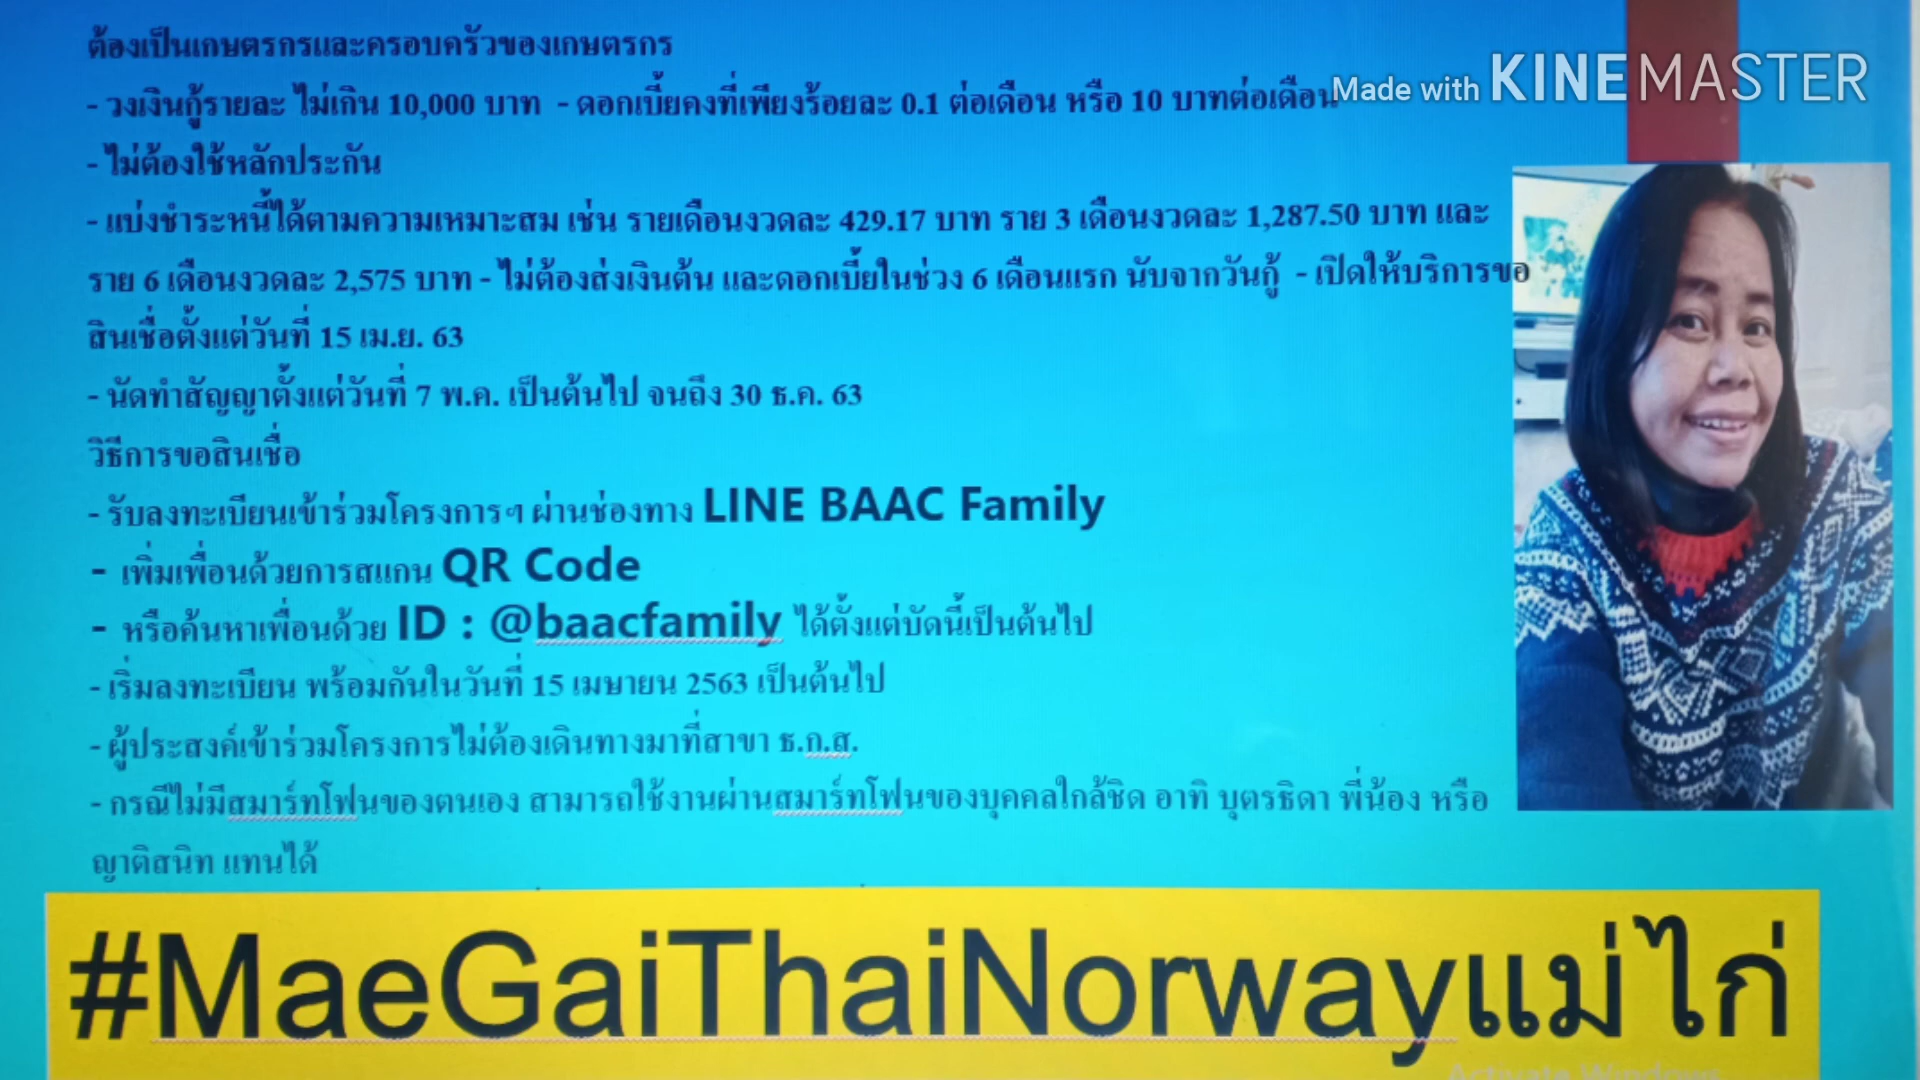 ต้องเป็นเกษตรกรและครอบครัวของเกษตรกร
- วงเงินกู้รายละ ไม่เกิน 10,000 บาท - ดอกเบี้ยคงที่เพียงร้อยละ 0.1 ต่อเดือน หรือ 10 บาทต่อเดือน
Made with KINEMASTER
- ไม่ต้องใช้หลักประกัน
- แบ่งชำระหนี้ได้ตามความเหมาะสม เช่น รายเดือนงวดละ 429.17 บาท ราย 3 เดือนงวดละ 1,287.50 บาท และ
ราย 6 เดือนงวดละ 2,575 บาท - ไม่ต้องส่งเงินต้น และดอกเบี้ยในช่วง 6 เดือนแรก นับจากวันกู้ - เปิดให้บริการขอ
สินเชื่อตั้งแต่วันที่ 15 เม.ย. 63
- นัดทำสัญญาตั้งแต่วันที่ 7 พ.ค. เป็นต้นไป จนถึง 30 ธ.ค. 63
วิธีการขอสินเชื่อ
- รับลงทะเบียนเข้าร่วมโครงการฯ ผ่านช่องทาง LINE BAAC Family
- เพิ่มเพื่อนด้วยการสแกน QR Code
- หรือค้นหาเพื่อนด้วย ID : @baacfamily ได้ตั้งแต่บัดนี้เป็นต้นไป
- เริ่มลงทะเบียน พร้อมกันในวันที่ 15 เมษายน 2563 เป็นต้นไป
- ผู้ประสงค์เข้าร่วมโครงการไม่ต้องเดินทางมาที่สาขา ธ.ก.ส.
- กรณีไม่มีสมาร์ทโฟนของตนเอง สามารถใช้งานผ่านสมาร์ทโฟนของบุคคลใกล้ชิด อาทิ บุตรธิดา พี่น้อง หรือ
ญาติสนิท แทนได้
#MaeGaiThaiNorwayแม่ไก่
Activate Windows